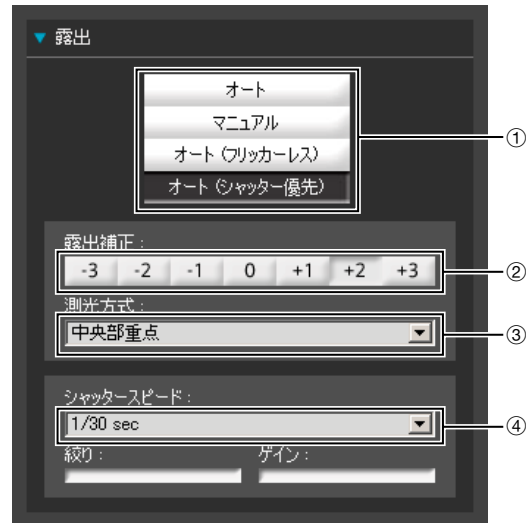 露出
オート
マニュアル
オート（フリッカーレス）
オート（シャッター優先）
①
露出補正：
-3 -2 -1 0 +1 +2 +3
②
測光方式：
中央部重点
③
シャッタースピード：
1/30 sec
④
絞り： ゲイン：